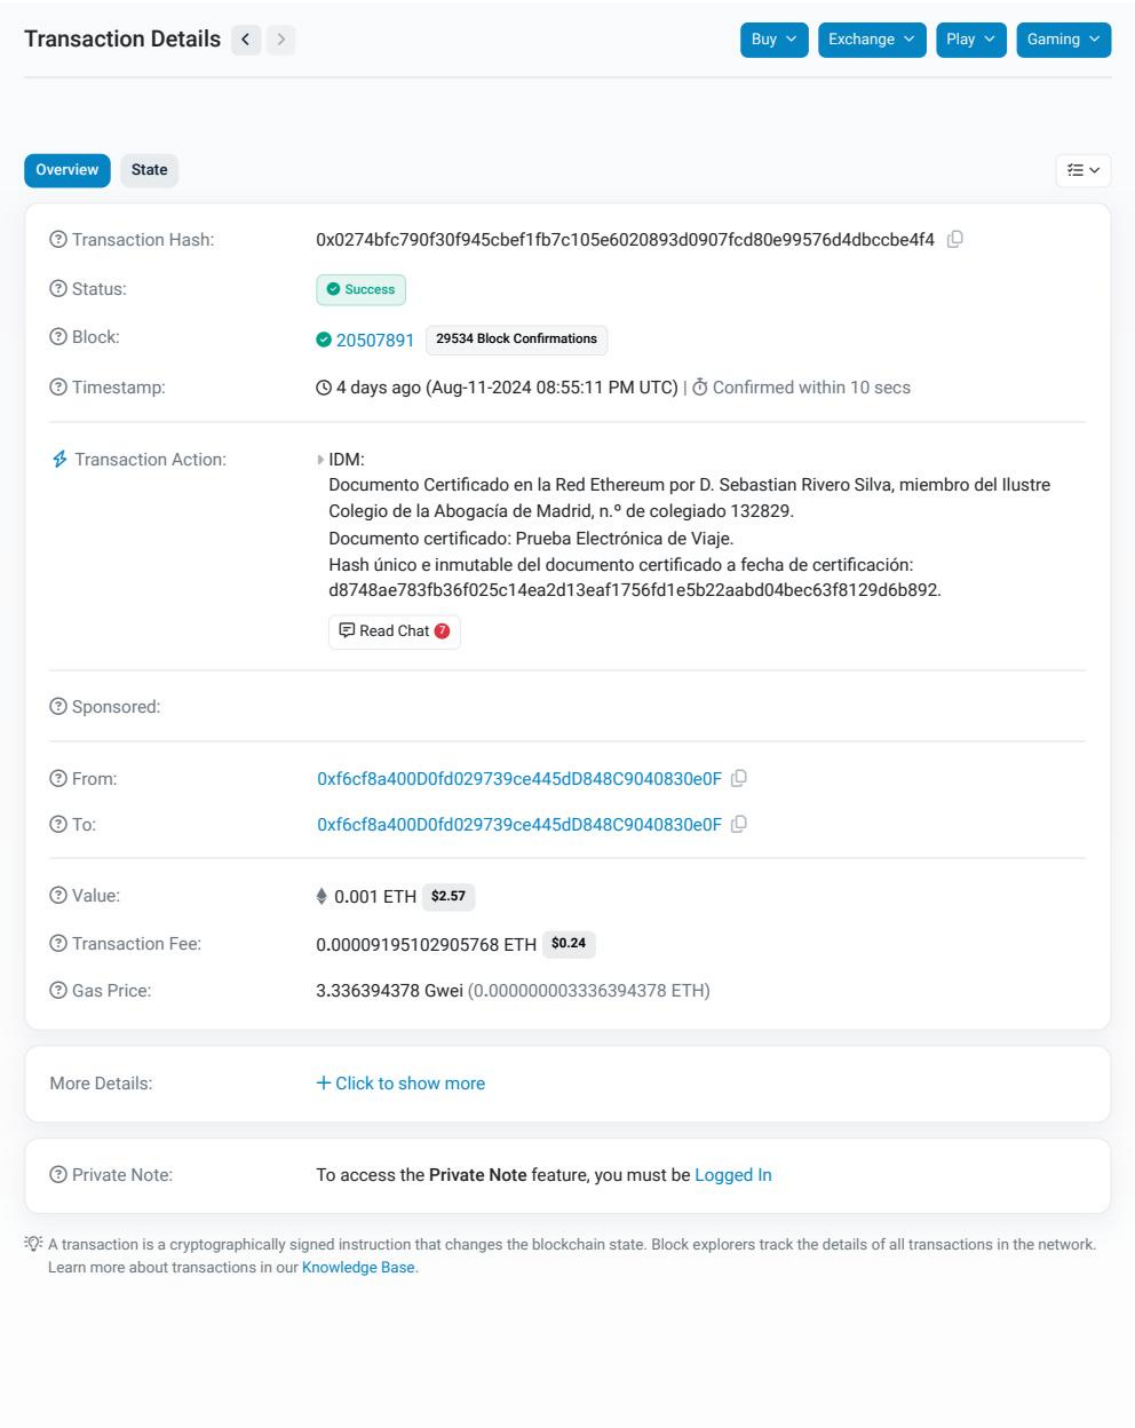 Transaction Details
Buy
Exchange
Play
Gaming
Overview
State
Transaction Hash:
0x0274bfc790f30f945cbef1fb7c105e6020893d0907fcd80e99576d4dbccbe4f4
Status:
Success
Block:
20507891 29534 Block Confirmations
Timestamp:
4 days ago (Aug-11-2024 08:55:11 PM UTC) | Confirmed within 10 secs
Transaction Action:
IDM:
Documento Certificado en la Red Ethereum por D. Sebastian Rivero Silva, miembro del Ilustre
Colegio de la Abogacía de Madrid, n.º de colegiado 132829.
Documento certificado: Prueba Electrónica de Viaje.
Hash único e inmutable del documento certificado a fecha de certificación:
d8748ae783fb36f025c14ea2d13eaf1756fd1e5b22aabd04bec63f8129d6b892.
Read Chat 7
Sponsored:
From:
0xf6cf8a400D0fd029739ce445dD848C9040830e0F
To:
0xf6cf8a400D0fd029739ce445dD848C9040830e0F
Value:
0.001 ETH $2.57
Transaction Fee:
0.00009195102905768 ETH $0.24
Gas Price:
3.336394378 Gwei (0.000000003336394378 ETH)
More Details:
+ Click to show more
Private Note:
To access the Private Note feature, you must be Logged In
A transaction is a cryptographically signed instruction that changes the blockchain state. Block explorers track the details of all transactions in the network.
Learn more about transactions in our Knowledge Base.